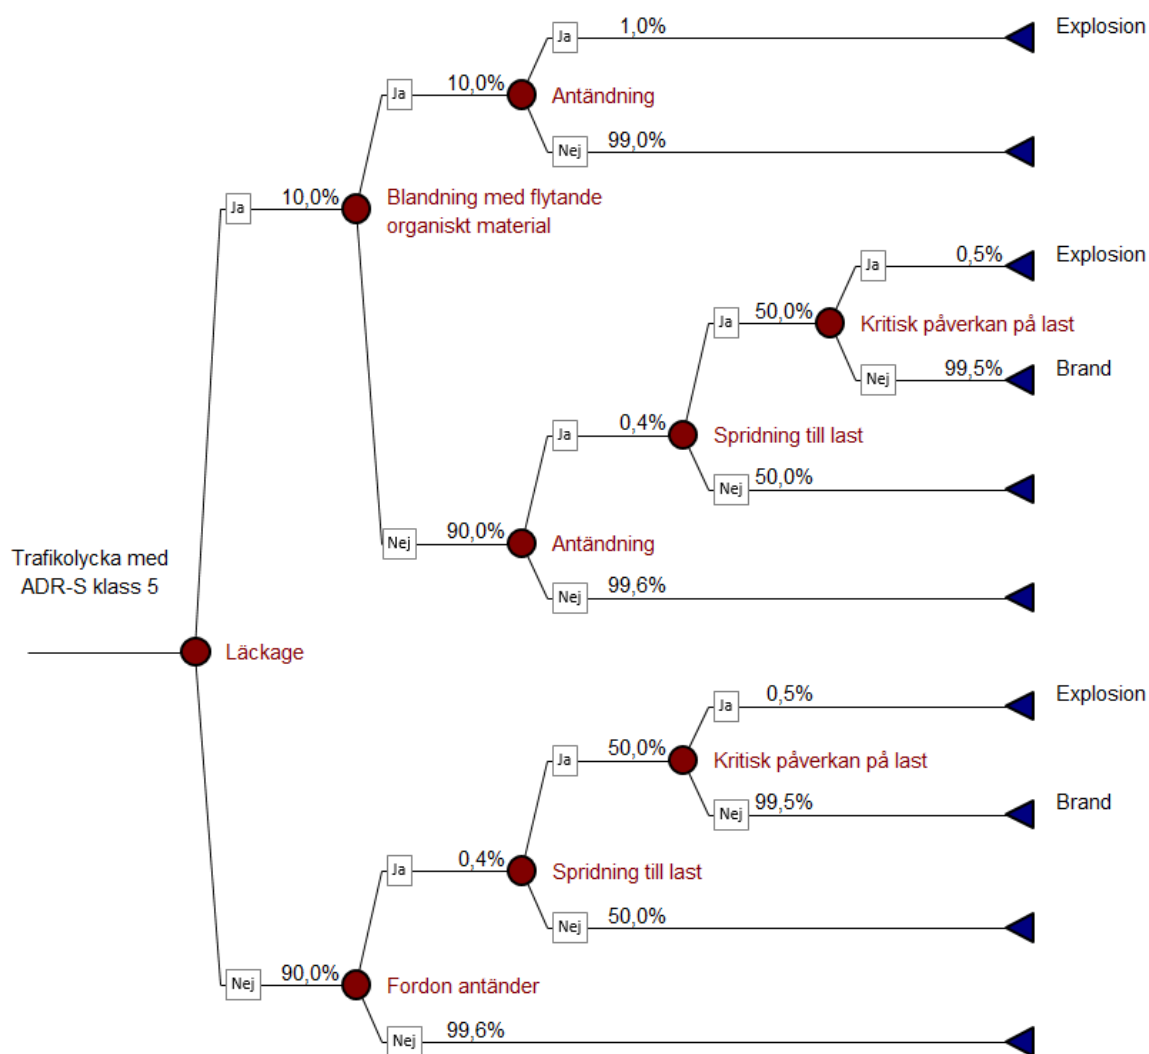 Ja
1,0%
Explosion
Ja
10,0%
Antändning
Nej
99,0%
Ja
10,0%
Blandning med flytande
organiskt material
Ja
0,5%
Explosion
Ja
50,0%
Kritisk påverkan på last
Nej
99,5%
Brand
Ja
0,4%
Spridning till last
Nej
50,0%
Nej
90,0%
Antändning
Nej
99,6%
Trafikolycka med
ADR-S klass 5
Läckage
Ja
0,5%
Explosion
Ja
50,0%
Kritisk påverkan på last
Nej
99,5%
Brand
Ja
0,4%
Spridning till last
Nej
50,0%
Nej
90,0%
Fordon antänder
Nej
99,6%